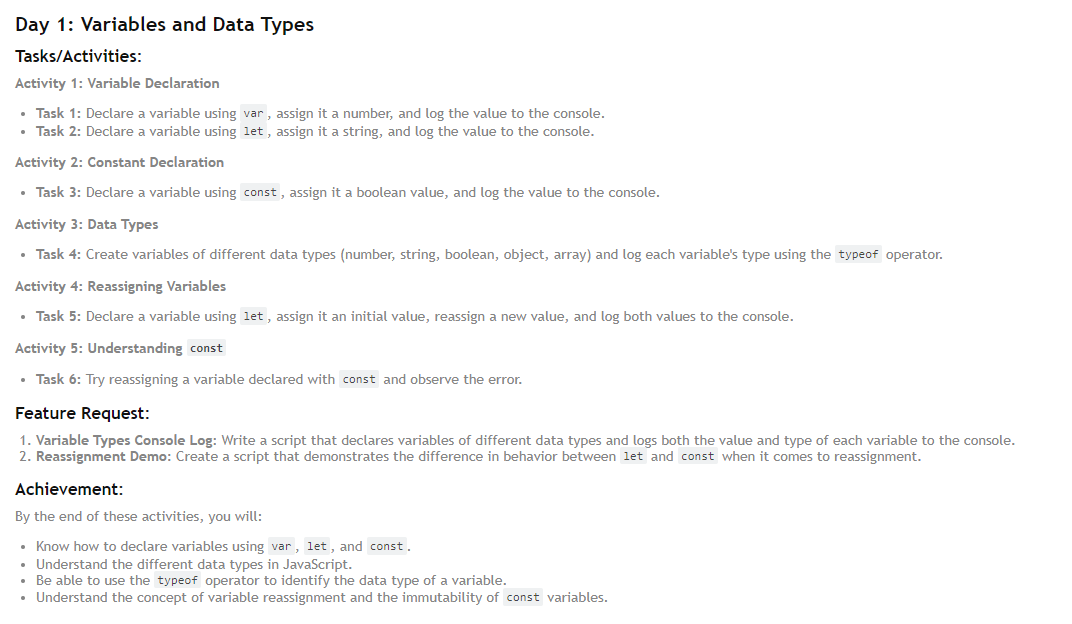 Day 1: Variables and Data Types
Tasks/Activities:
Activity 1: Variable Declaration
• Task 1: Declare a variable using var, assign it a number, and log the value to the console.
• Task 2: Declare a variable using let, assign it a string, and log the value to the console.
Activity 2: Constant Declaration
• Task 3: Declare a variable using const, assign it a boolean value, and log the value to the console.
Activity 3: Data Types
• Task 4: Create variables of different data types (number, string, boolean, object, array) and log each variable's type using the typeof operator.
Activity 4: Reassigning Variables
• Task 5: Declare a variable using let, assign it an initial value, reassign a new value, and log both values to the console.
Activity 5: Understanding const
• Task 6: Try reassigning a variable declared with const and observe the error.
Feature Request:
1. Variable Types Console Log: Write a script that declares variables of different data types and logs both the value and type of each variable to the console.
2. Reassignment Demo: Create a script that demonstrates the difference in behavior between let and const when it comes to reassignment.
Achievement:
By the end of these activities, you will:
• Know how to declare variables using var, let, and const.
• Understand the different data types in JavaScript.
• Be able to use the typeof operator to identify the data type of a variable.
• Understand the concept of variable reassignment and the immutability of const variables.